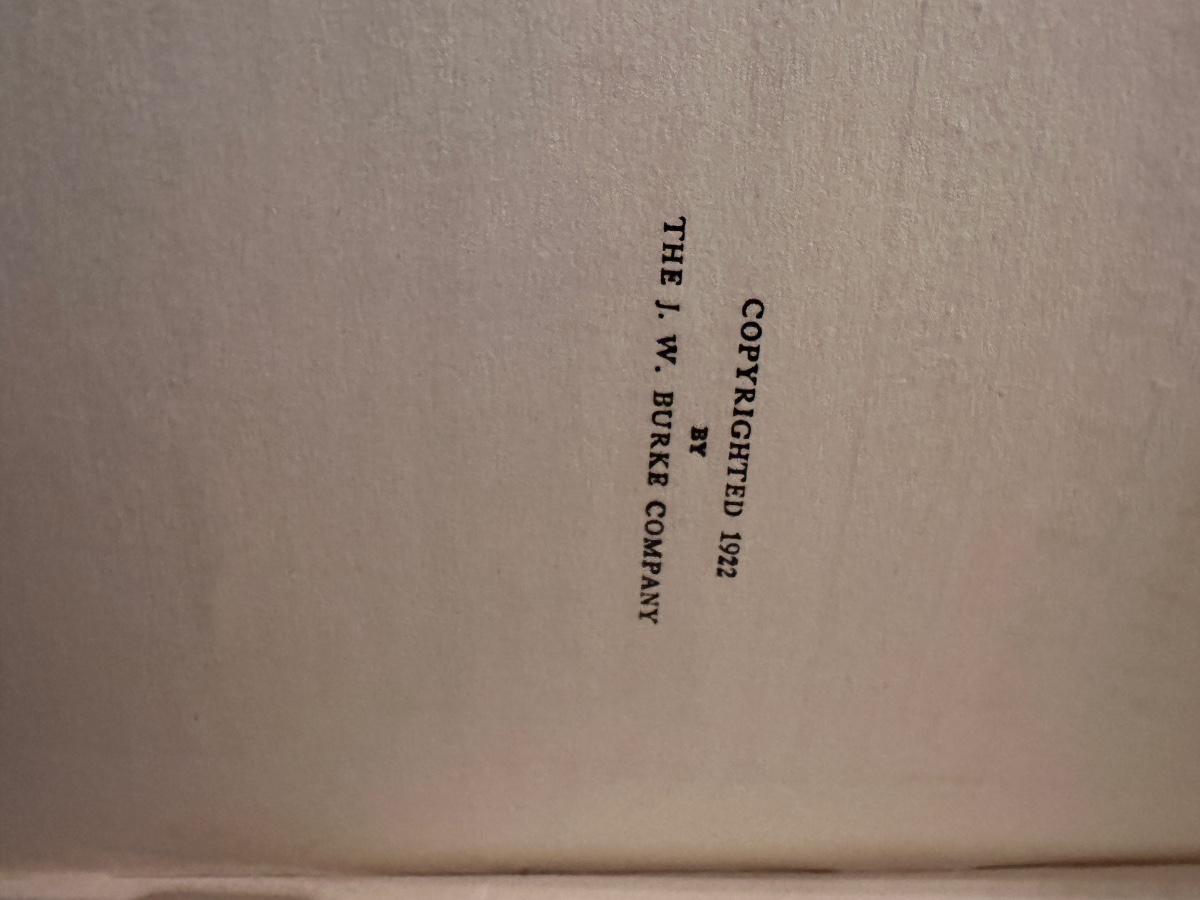 COPYRIGHTED 1922
BY
THE J. W. BURKE COMPANY